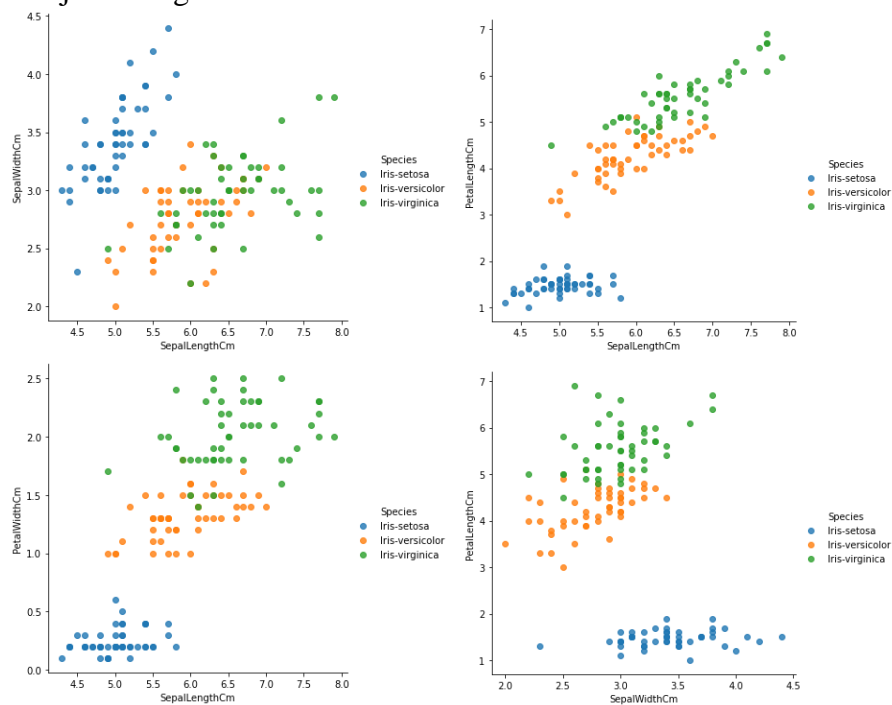 4.5
4.0
3.5
3.0
2.5
2.0
SepalWidthCm
4.5 5.0 5.5 6.0 6.5 7.0 7.5 8.0
SepalLengthCm
Species
Iris-setosa
Iris-versicolor
Iris-virginica
7
6
5
4
3
2
1
PetalLengthCm
5.0 5.5 6.0 6.5 7.0 7.5 8.0
4.5
SepalLengthCm
Species
Iris-setosa
Iris-versicolor
Iris-virginica
2.5
2.0
1.5
1.0
0.5
0.0
PetalWidthCm
4.5 5.0 5.5 6.0 6.5 7.0 7.5 8.0
SepalLengthCm
Species
Iris-setosa
Iris-versicolor
Iris-virginica
7
6
5
4
3
2
1
PetalLengthCm
2.0 2.5 3.0 3.5 4.0 4.5
SepalWidthCm
Species
Iris-setosa
Iris-versicolor
Iris-virginica